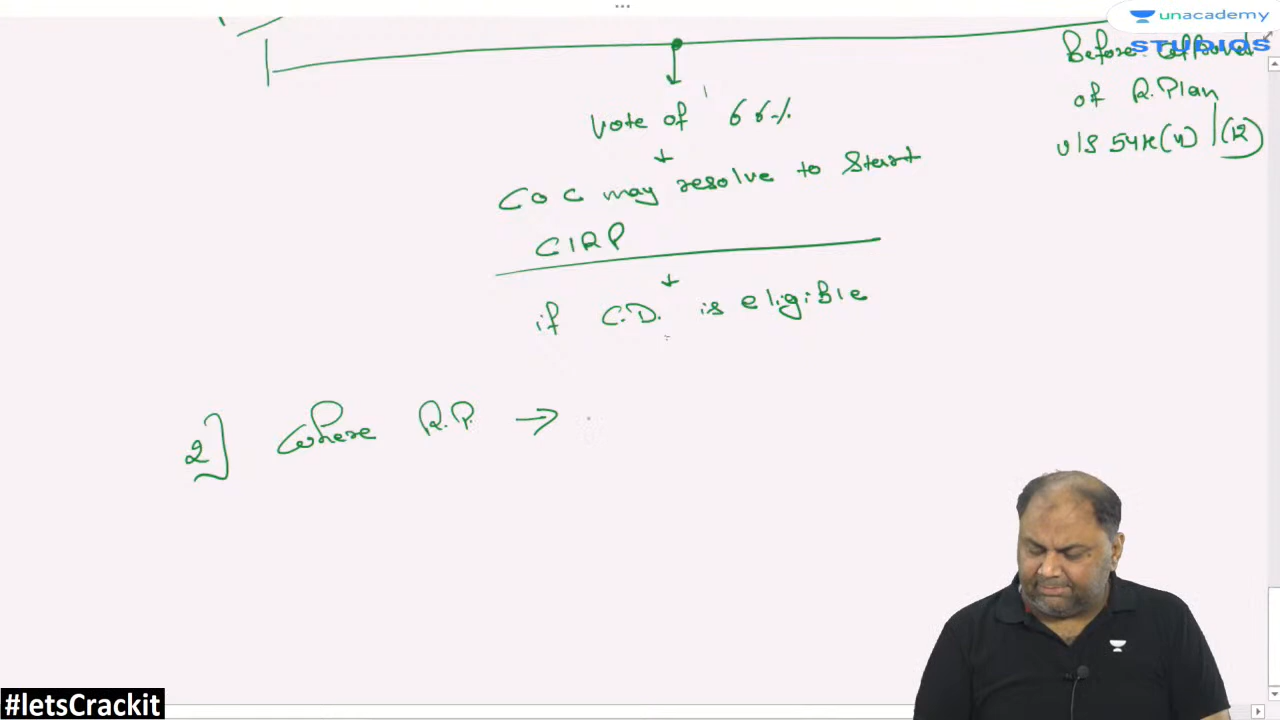 unacademy
STUDIOS
Before approval
of R.Plan
u/s 54K(4)/(12)
Vote of 66%
COC may resolve to Start
CIRP
if C.D. is eligible
2] Where R.P. →
#letsCrackit